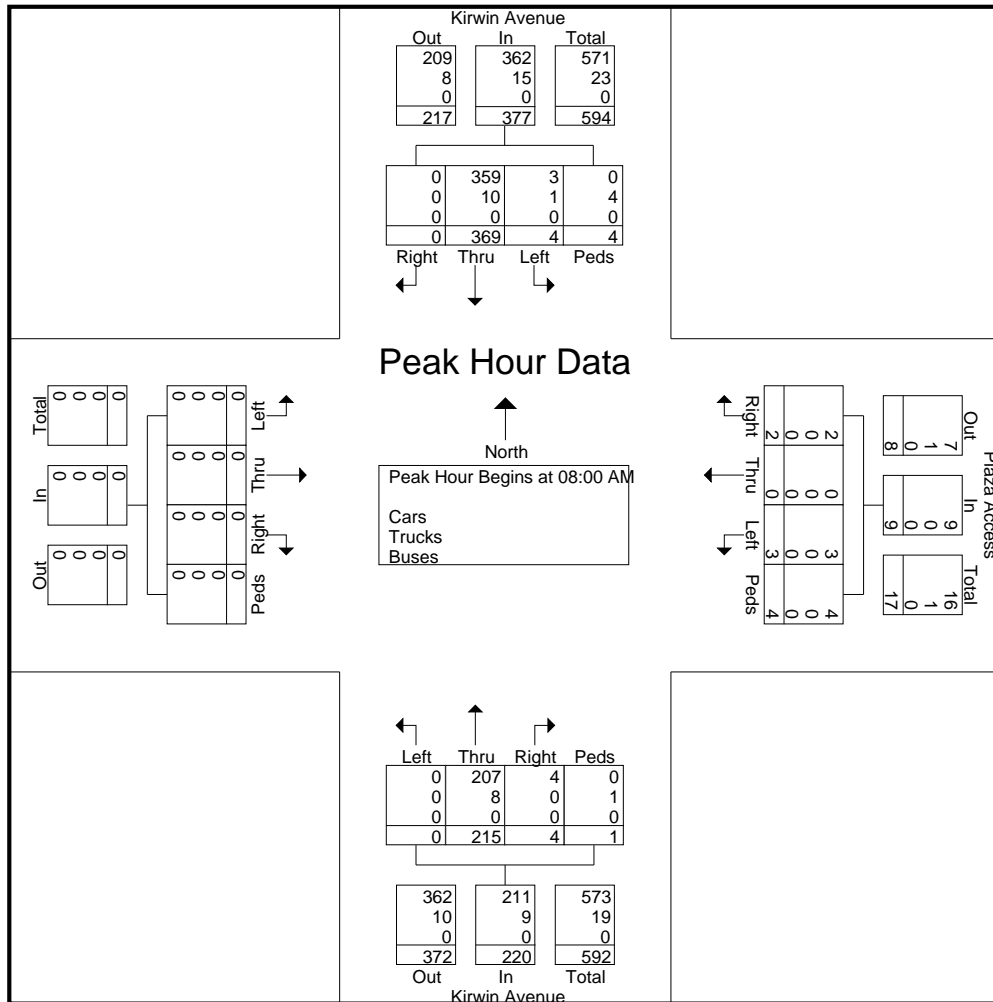 Kirwin Avenue
Out In Total
209 362 571
8 15 23
0 0 0
217 377 594
0 359 3 0
0 10 1 4
0 0 0 0
0 369 4 4
Right Thru Left Peds
Peak Hour Data
North
Peak Hour Begins at 08:00 AM
Cars
Trucks
Buses
Total
0 0 0 0
In
0 0 0 0
Out
0 0 0 0
Left
0 0 0 0
Thru
0 0 0 0
Right
0 0 0 0
Peds
0 0 0 0
Right
2 0 0 2
Thru
0 0 0 0
Left
3 0 0 3
Peds
4 0 0 4
Out
7 1 0 8
In
9 0 0 9
Total
16 1 0 17
Plaza Access
Left Thru Right Peds
0 207 4 0
0 8 0 1
0 0 0 0
0 215 4 1
362 211 573
10 9 19
0 0 0
372 220 592
Out In Total
Kirwin Avenue